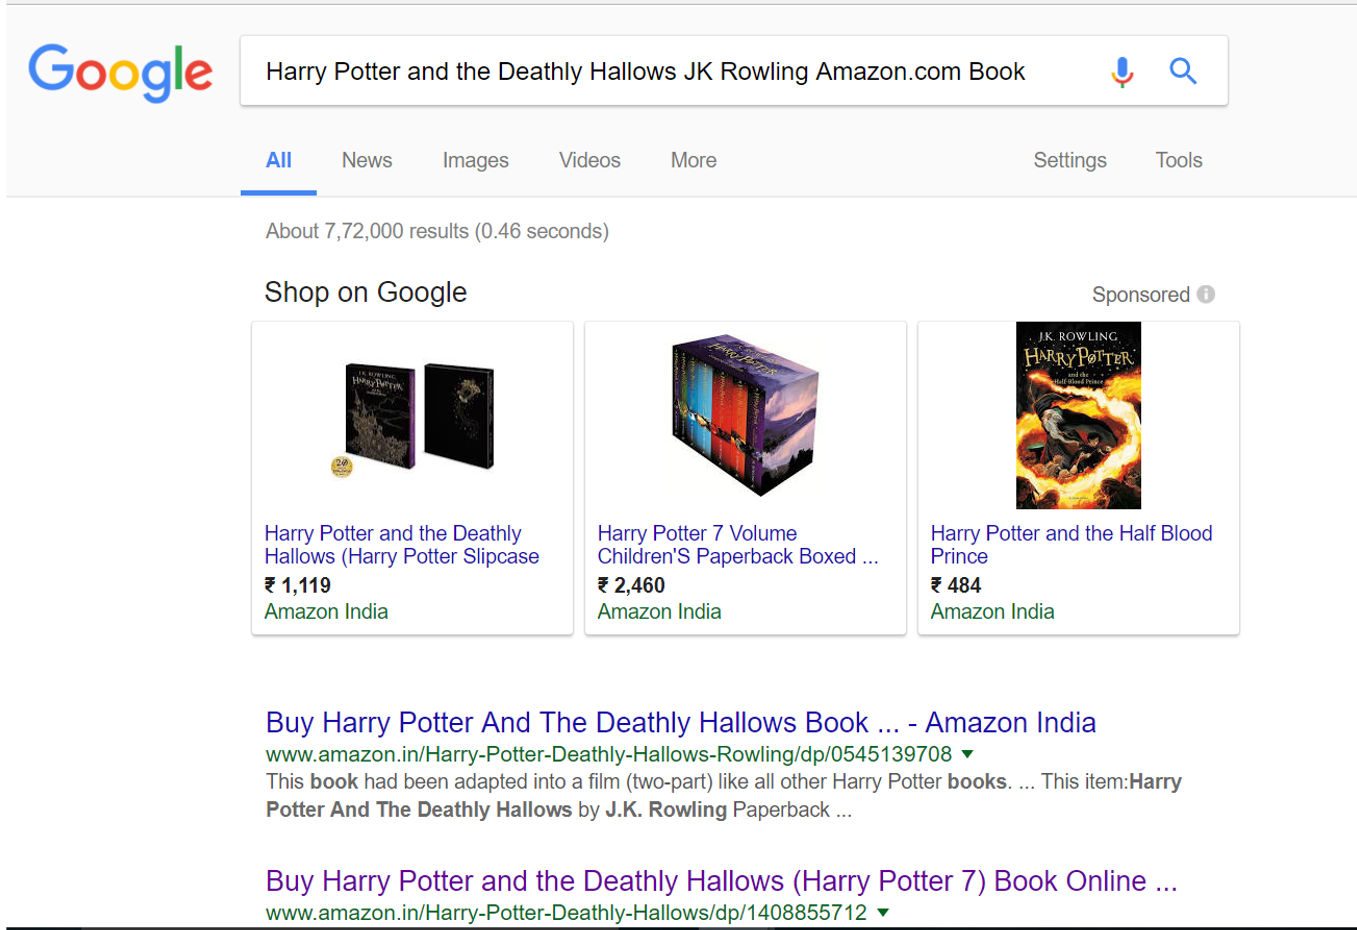 Google
Harry Potter and the Deathly Hallows JK Rowling Amazon.com Book
All News Images Videos More Settings Tools
About 7,72,000 results (0.46 seconds)
Shop on Google
Sponsored
J.K. ROWLING
HARRY POTTER
20
HARRY POTTER
J.K. ROWLING
HARRY POTTER
and the
Half-Blood Prince
Harry Potter and the Deathly
Hallows (Harry Potter Slipcase
₹ 1,119
Amazon India
Harry Potter 7 Volume
Children'S Paperback Boxed ...
₹ 2,460
Amazon India
Harry Potter and the Half Blood
Prince
₹ 484
Amazon India
Buy Harry Potter And The Deathly Hallows Book ... - Amazon India
www.amazon.in/Harry-Potter-Deathly-Hallows-Rowling/dp/0545139708
This book had been adapted into a film (two-part) like all other Harry Potter books. ... This item:Harry
Potter And The Deathly Hallows by J.K. Rowling Paperback ...
Buy Harry Potter and the Deathly Hallows (Harry Potter 7) Book Online ...
www.amazon.in/Harry-Potter-Deathly-Hallows/dp/1408855712